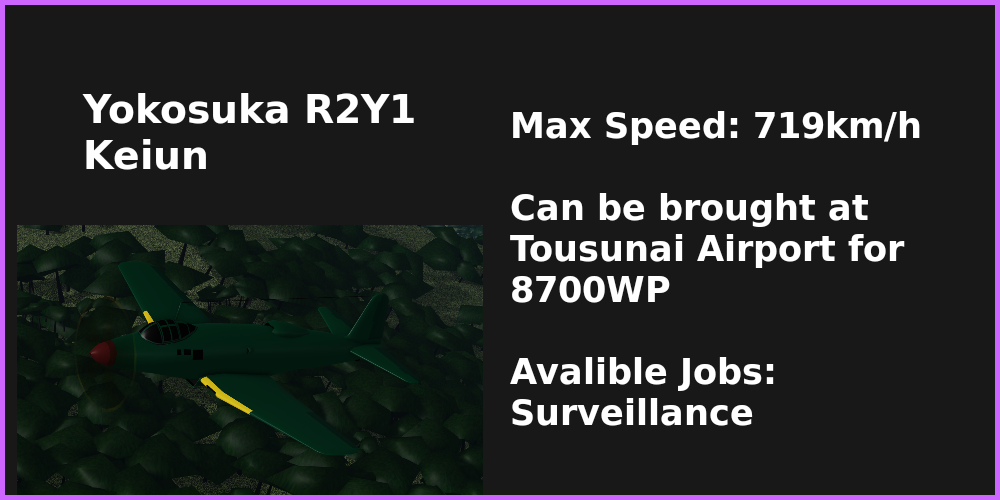 Yokosuka R2Y1
Keiun
Max Speed: 719km/h
Can be brought at
Tousunai Airport for
8700WP
Avalible Jobs:
Surveillance